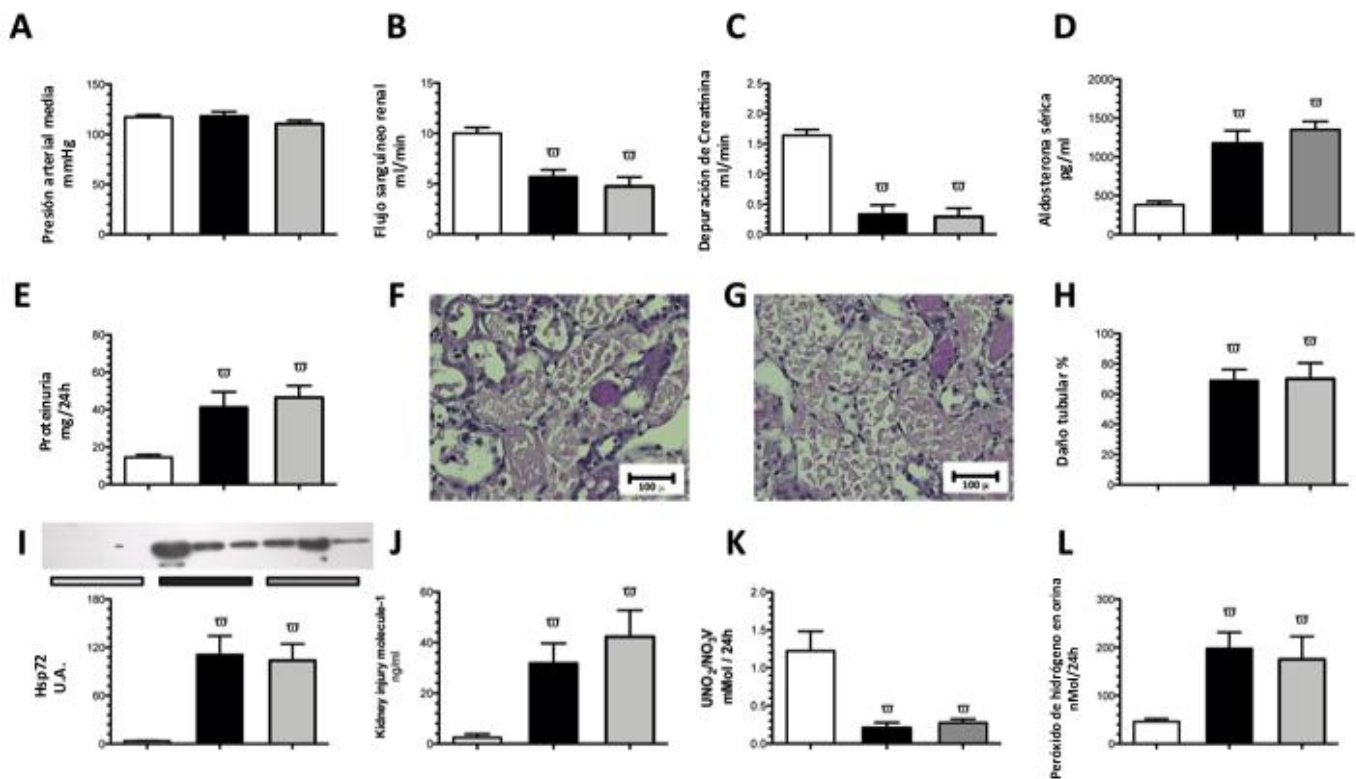 A
Presión arterial media
mmHg
150
100
50
0
B
Flujo sanguíneo renal
ml/min
15
10
5
0
C
Depuración de Creatinina
ml/min
2.5
2.0
1.5
1.0
0.5
0.0
D
Aldosterona sérica
pg/ml
2000
1500
1000
500
0
E
Proteinuria
mg/24h
80
60
40
20
0
F
100 µ
G
100 µ
H
Daño tubular %
100
80
60
40
20
0
I
Hsp72
U.A.
180
120
60
0
J
Kidney injury molecule-1
ng/ml
60
40
20
0
K
UNO₂/NO₃V
mMol / 24h
2.0
1.5
1.0
0.5
0.0
L
Peróxido de hidrógeno en orina
nMol/24h
300
200
100
0